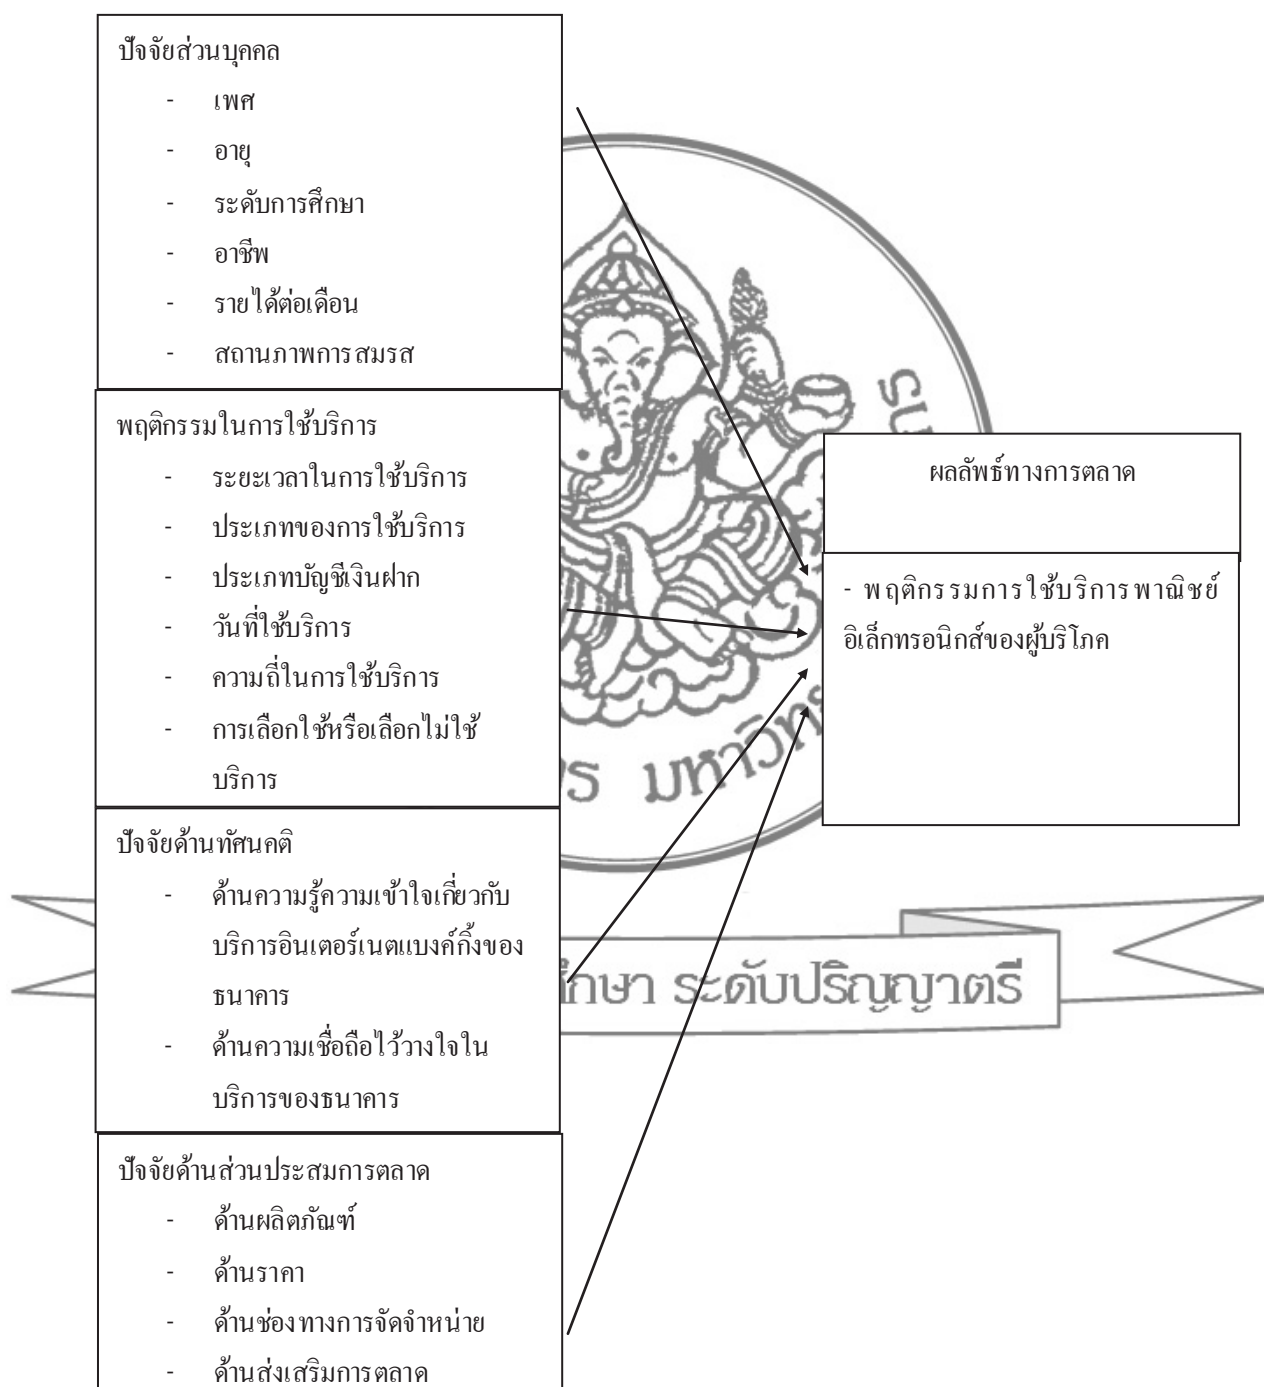 ปัจจัยส่วนบุคคล
- เพศ
- อายุ
- ระดับการศึกษา
- อาชีพ
- รายได้ต่อเดือน
- สถานภาพการสมรส
พฤติกรรมในการใช้บริการ
- ระยะเวลาในการใช้บริการ
- ประเภทของการใช้บริการ
- ประเภทบัญชีเงินฝาก
- วันที่ใช้บริการ
- ความถี่ในการใช้บริการ
- การเลือกใช้หรือเลือกไม่ใช้
บริการ
ปัจจัยด้านทัศนคติ
- ด้านความรู้ความเข้าใจเกี่ยวกับ
บริการอินเตอร์เนตแบงค์กิ้งของ
ธนาคาร
- ด้านความเชื่อถือไว้วางใจใน
บริการของธนาคาร
ปัจจัยด้านส่วนประสมการตลาด
- ด้านผลิตภัณฑ์
- ด้านราคา
- ด้านช่องทางการจัดจำหน่าย
- ด้านส่งเสริมการตลาด
ผลลัพธ์ทางการตลาด
- พฤติกรรมการใช้บริการพาณิชย์
อิเล็กทรอนิกส์ของผู้บริโภค
ระดับปริญญาตรี